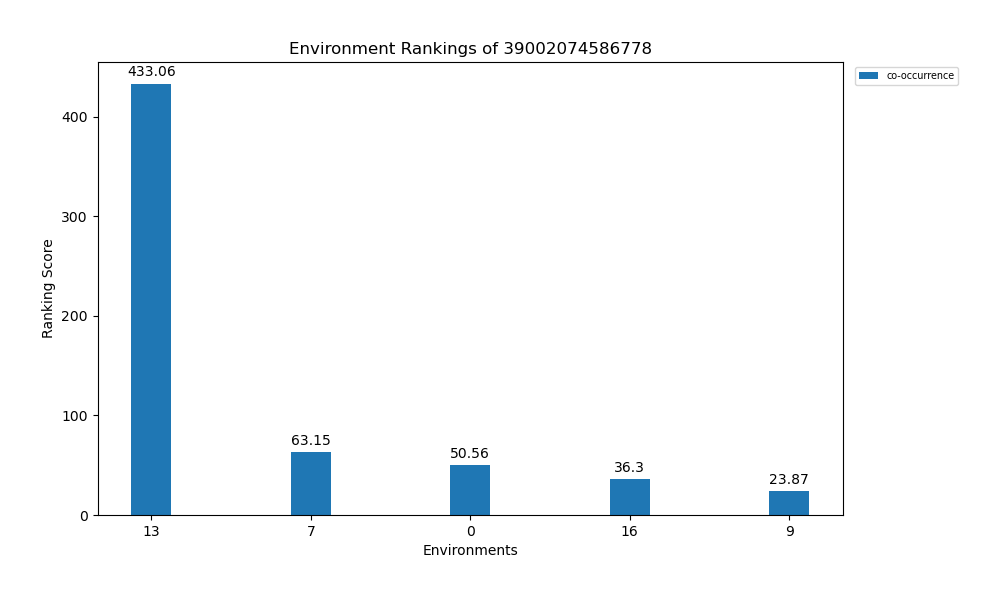 Environment Rankings of 39002074586778
433.06
co-occurrence
400
300
Ranking Score
200
100
63.15
50.56
36.3
23.87
0
13 7 0 16 9
Environments